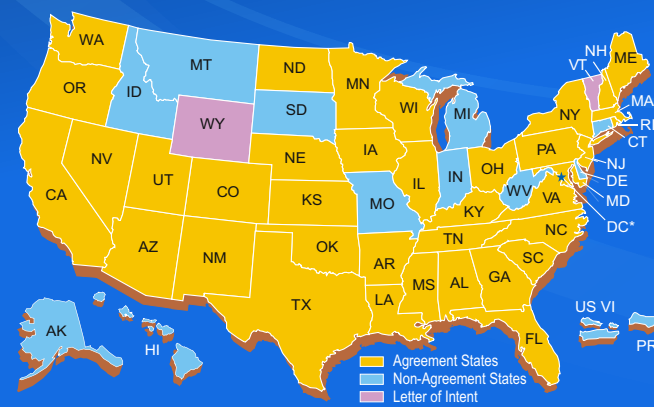 WA
MT
ND
MN
OR
ID
WY
SD
WI
MI
NH
VT
ME
NY
MA
RI
CT
NV
UT
CO
NE
IA
IL
IN
OH
PA
NJ
DE
MD
DC*
CA
AZ
NM
KS
MO
KY
WV
VA
OK
AR
TN
NC
SC
TX
LA
MS
AL
GA
FL
AK
HI
US VI
PR
Agreement States
Non-Agreement States
Letter of Intent